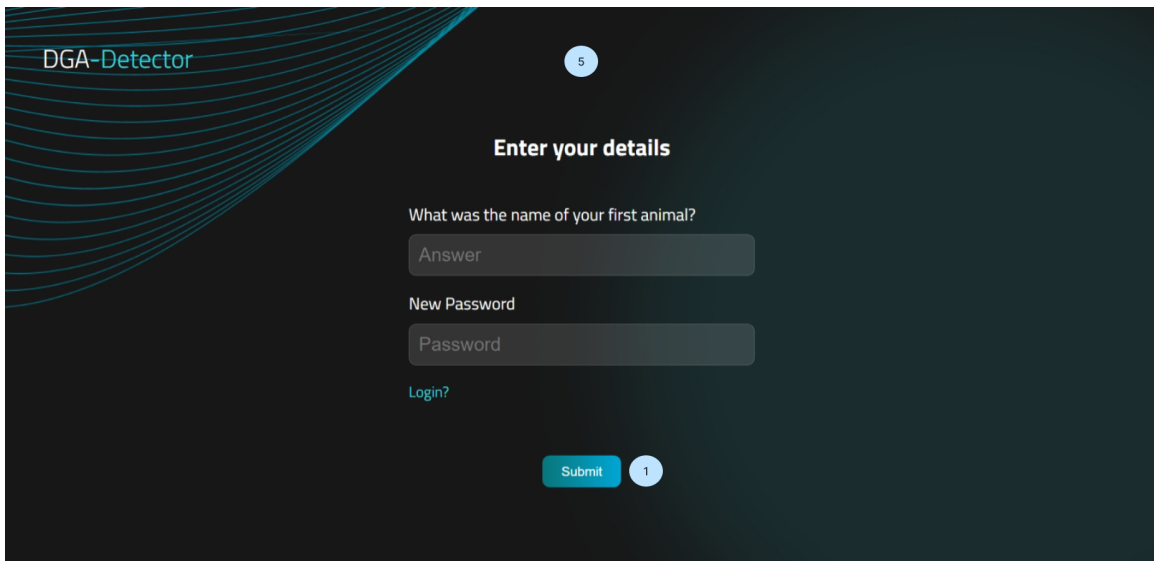 DGA-Detector
5
Enter your details
What was the name of your first animal?
Answer
New Password
Password
Login?
Submit
1